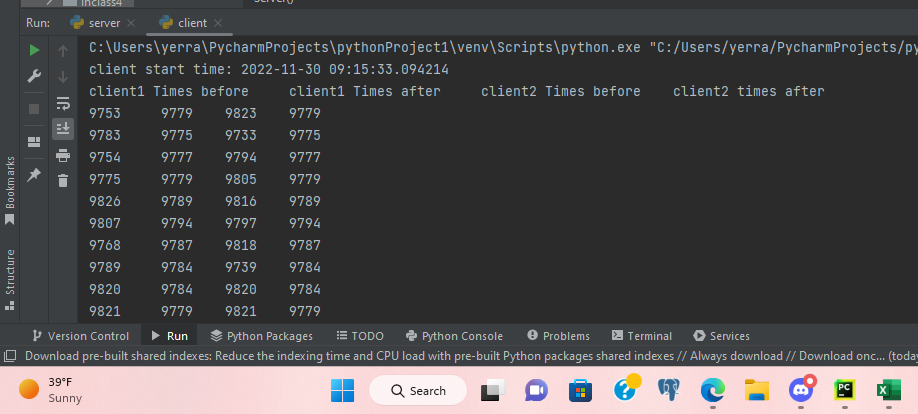 inclass4
server()
Run: server × client ×
C:\Users\yerra\PycharmProjects\pythonProject1\venv\Scripts\python.exe "C:/Users/yerra/PycharmProjects/py
client start time: 2022-11-30 09:15:33.094214
client1 Times before client1 Times after client2 Times before client2 times after
9753 9779 9823 9779
9783 9775 9733 9775
9754 9777 9794 9777
9775 9779 9805 9779
9826 9789 9816 9789
9807 9794 9797 9794
9768 9787 9818 9787
9789 9784 9739 9784
9820 9784 9820 9784
9821 9779 9821 9779
Bookmarks
Structure
Version Control Run Python Packages TODO Python Console Problems Terminal Services
Download pre-built shared indexes: Reduce the indexing time and CPU load with pre-built Python packages shared indexes // Always download // Download onc... (today
39°F
Sunny
Search
PC